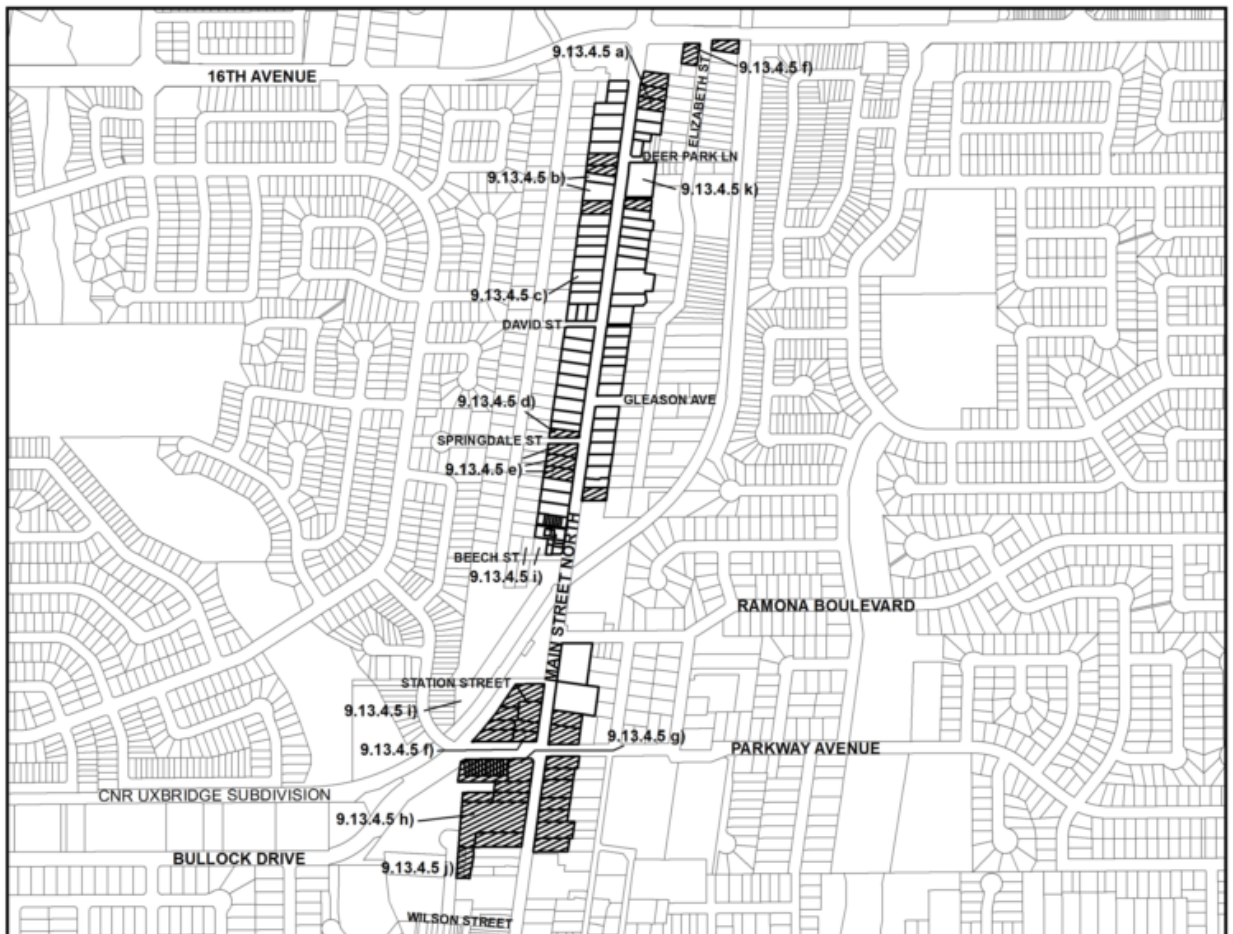 9.13.4.5 a)
16TH AVENUE
9.13.4.5 f)
ELIZABETH ST
DEER PARK LN
9.13.4.5 b)
9.13.4.5 k)
9.13.4.5 c)
DAVID ST
9.13.4.5 d)
GLEASON AVE
SPRINGDALE ST
9.13.4.5 e)
MAIN STREET NORTH
BEECH ST
9.13.4.5 i)
RAMONA BOULEVARD
STATION STREET
9.13.4.5 i)
9.13.4.5 g)
9.13.4.5 f)
PARKWAY AVENUE
CNR UXBRIDGE SUBDIVISION
9.13.4.5 h)
BULLOCK DRIVE
9.13.4.5 j)
WILSON STREET